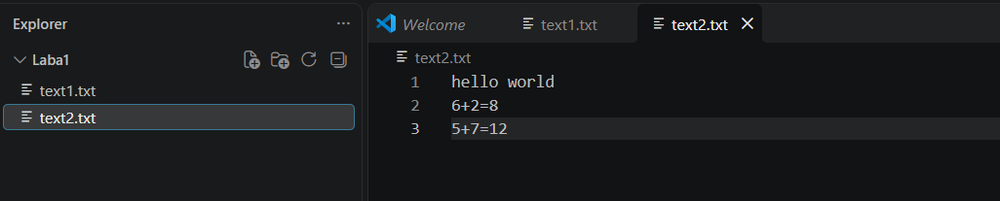 Explorer
Laba1
text1.txt
text2.txt
Welcome
text1.txt
text2.txt
text2.txt
1 hello world
2 6+2=8
3 5+7=12